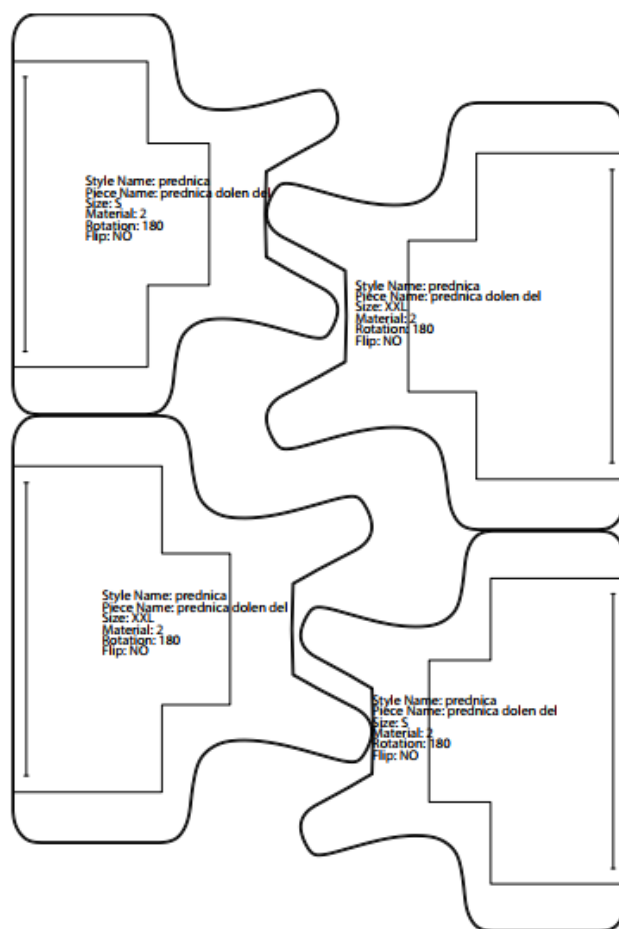 Style Name: prednica
Piece Name: prednica dolen del
Size: S
Material: 2
Rotation: 180
Flip: NO
Style Name: prednica
Piece Name: prednica dolen del
Size: XXL
Material: 2
Rotation: 180
Flip: NO
Style Name: prednica
Piece Name: prednica dolen del
Size: XXL
Material: 2
Rotation: 180
Flip: NO
Style Name: prednica
Piece Name: prednica dolen del
Size: S
Material: 2
Rotation: 180
Flip: NO